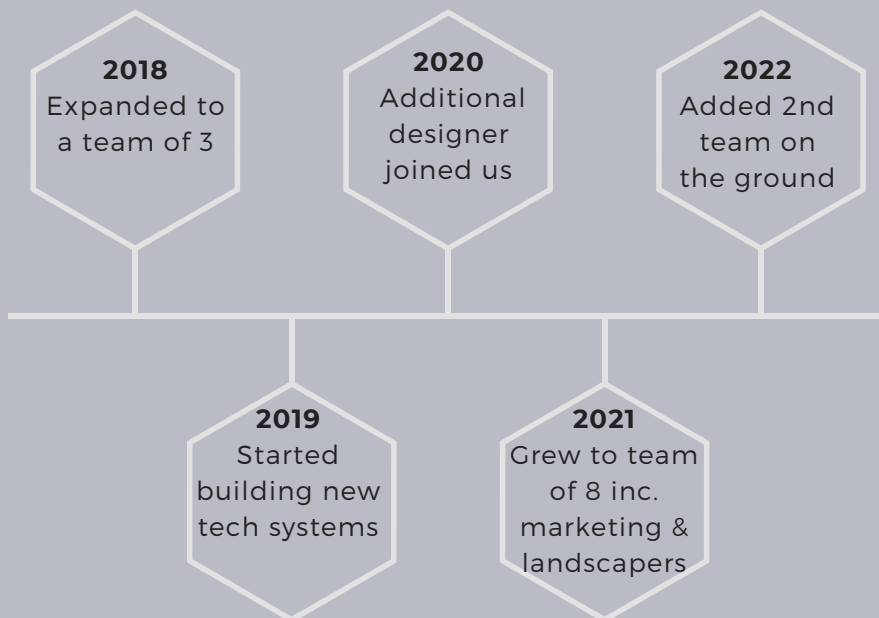 2018
Expanded to
a team of 3
2019
Started
building new
tech systems
2020
Additional
designer
joined us
2021
Grew to team
of 8 inc.
marketing &
landscapers
2022
Added 2nd
team on
the ground